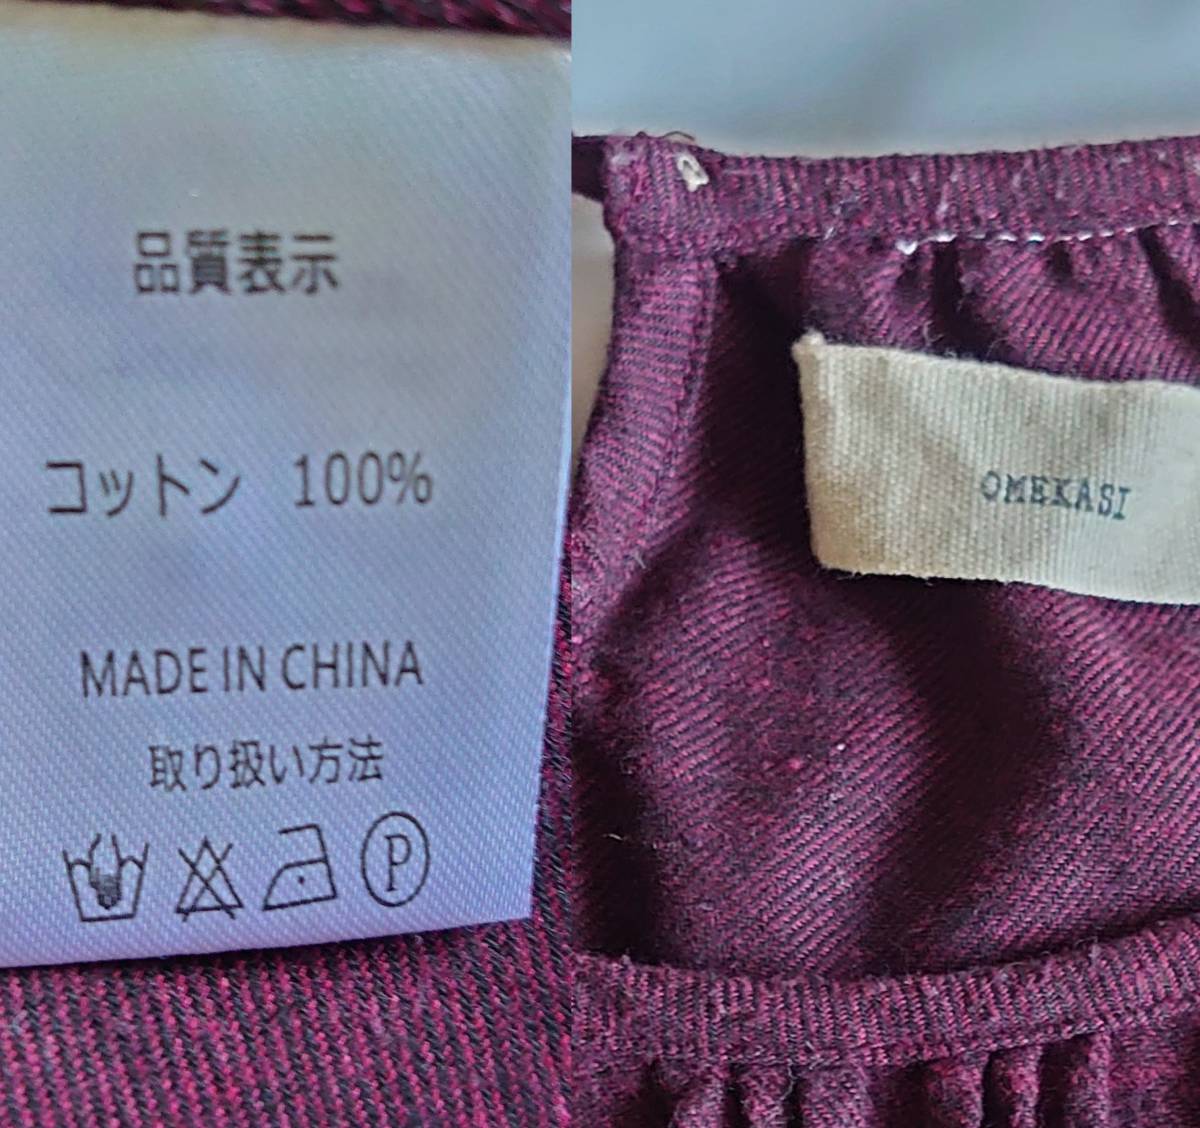 品質表示
コットン 100%
MADE IN CHINA
取り扱い方法
P
OMEKASI